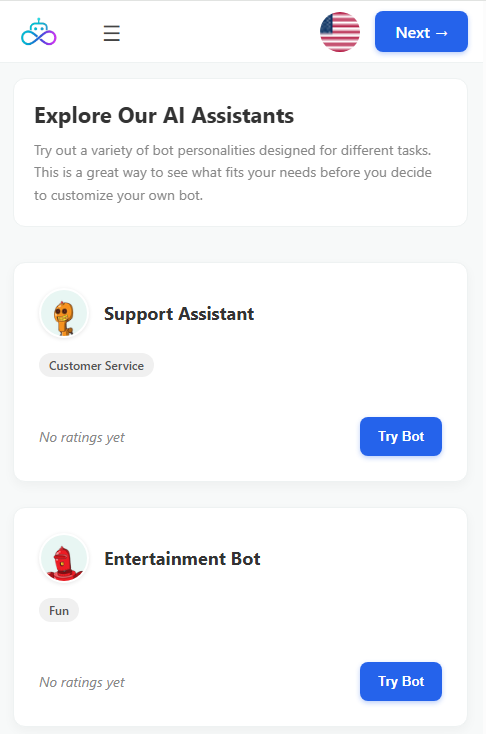 Next →
Explore Our AI Assistants
Try out a variety of bot personalities designed for different tasks.
This is a great way to see what fits your needs before you decide
to customize your own bot.
Support Assistant
Customer Service
No ratings yet
Try Bot
Entertainment Bot
Fun
No ratings yet
Try Bot